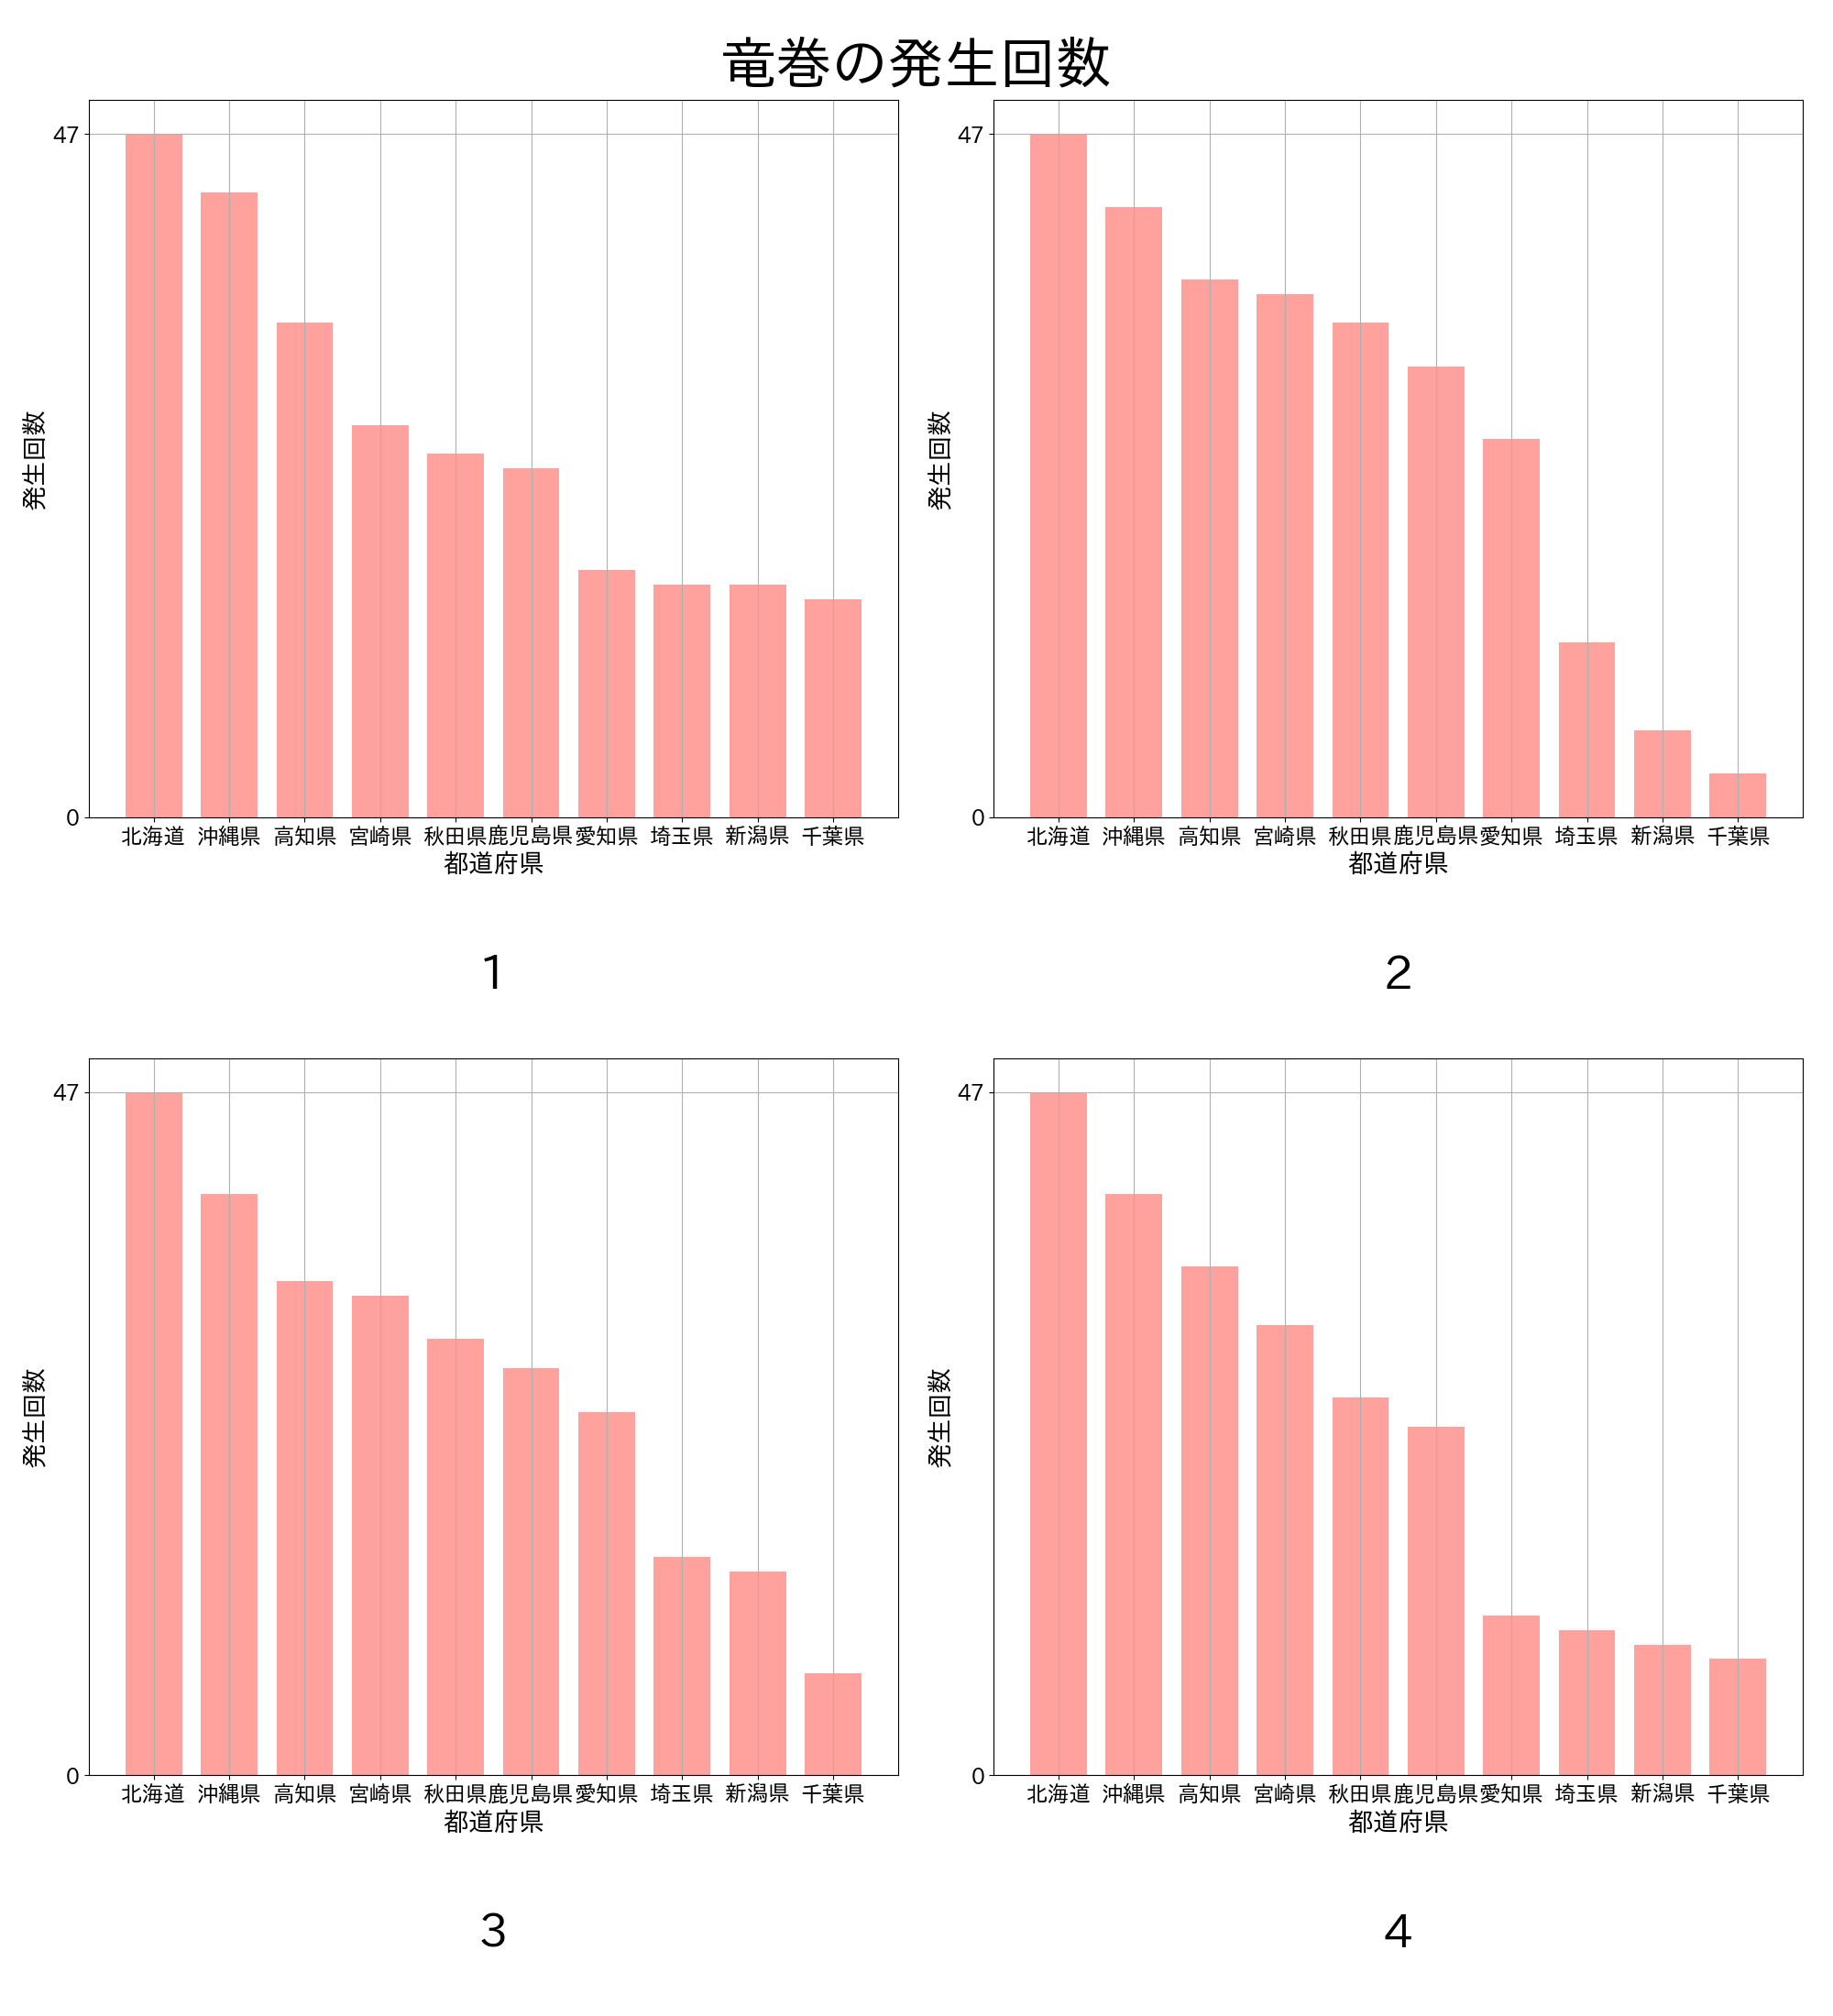 竜巻の発生回数
47
0
発生回数
北海道 沖縄県 高知県 宮崎県 秋田県 鹿児島県 愛知県 埼玉県 新潟県 千葉県
都道府県
1
47
0
発生回数
北海道 沖縄県 高知県 宮崎県 秋田県 鹿児島県 愛知県 埼玉県 新潟県 千葉県
都道府県
2
47
0
発生回数
北海道 沖縄県 高知県 宮崎県 秋田県 鹿児島県 愛知県 埼玉県 新潟県 千葉県
都道府県
3
47
0
発生回数
北海道 沖縄県 高知県 宮崎県 秋田県 鹿児島県 愛知県 埼玉県 新潟県 千葉県
都道府県
4